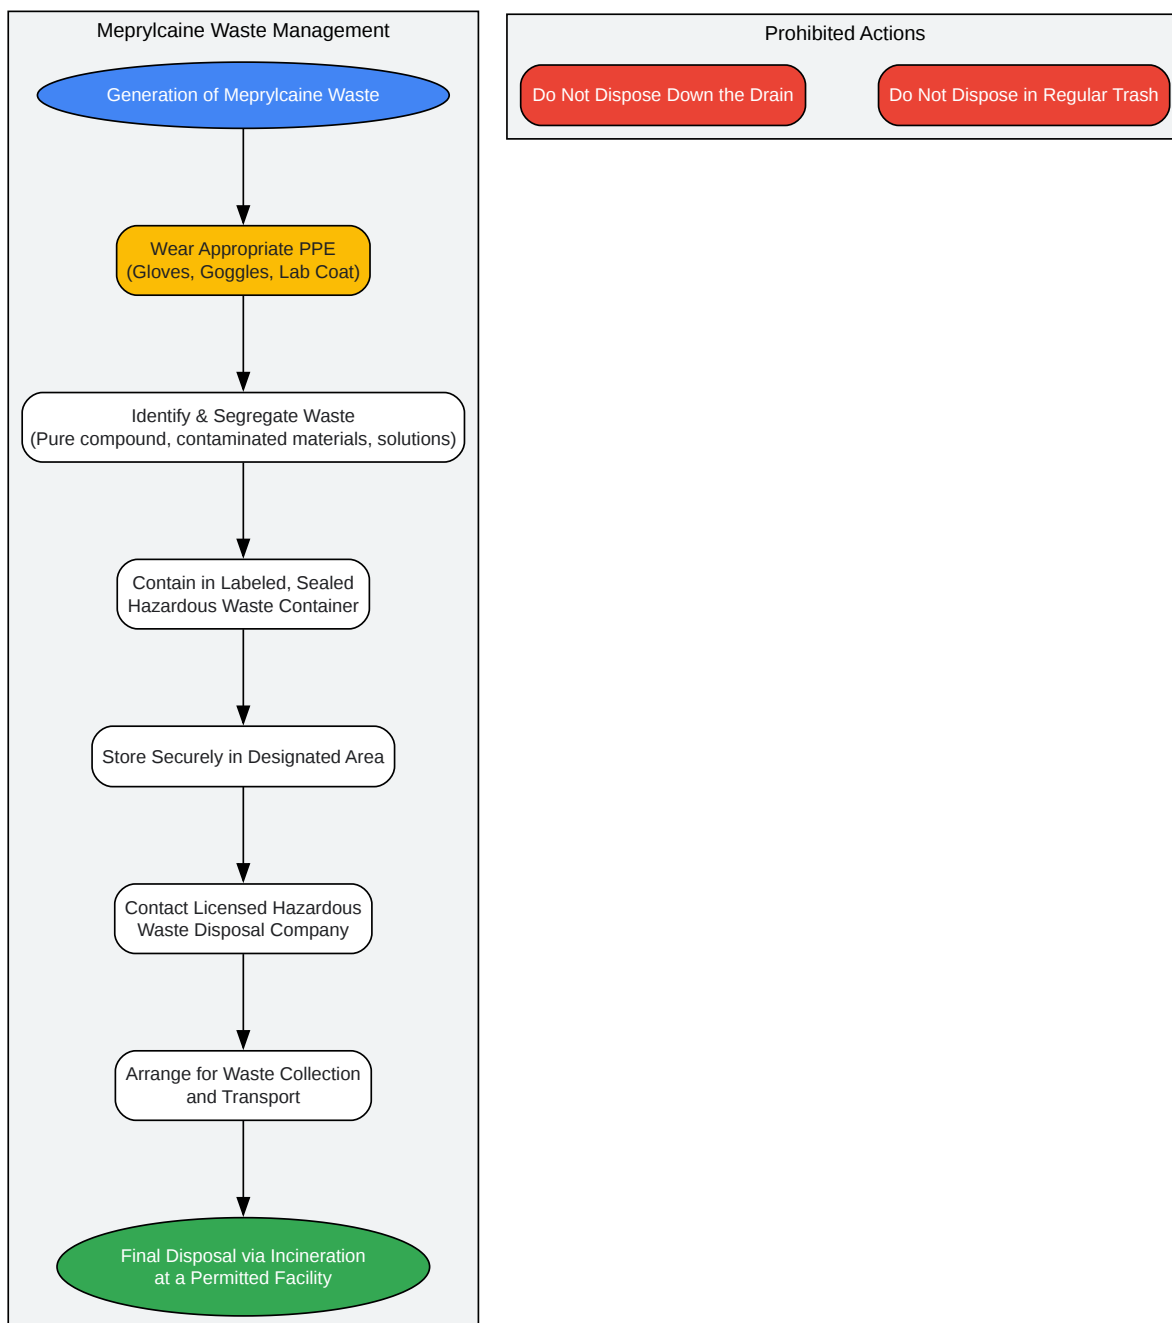 Meprylcaine Waste Management
Generation of Meprylcaine Waste
Wear Appropriate PPE
(Gloves, Goggles, Lab Coat)
Identify & Segregate Waste
(Pure compound, contaminated materials, solutions)
Contain in Labeled, Sealed
Hazardous Waste Container
Store Securely in Designated Area
Contact Licensed Hazardous
Waste Disposal Company
Arrange for Waste Collection
and Transport
Final Disposal via Incineration
at a Permitted Facility
Prohibited Actions
Do Not Dispose Down the Drain
Do Not Dispose in Regular Trash